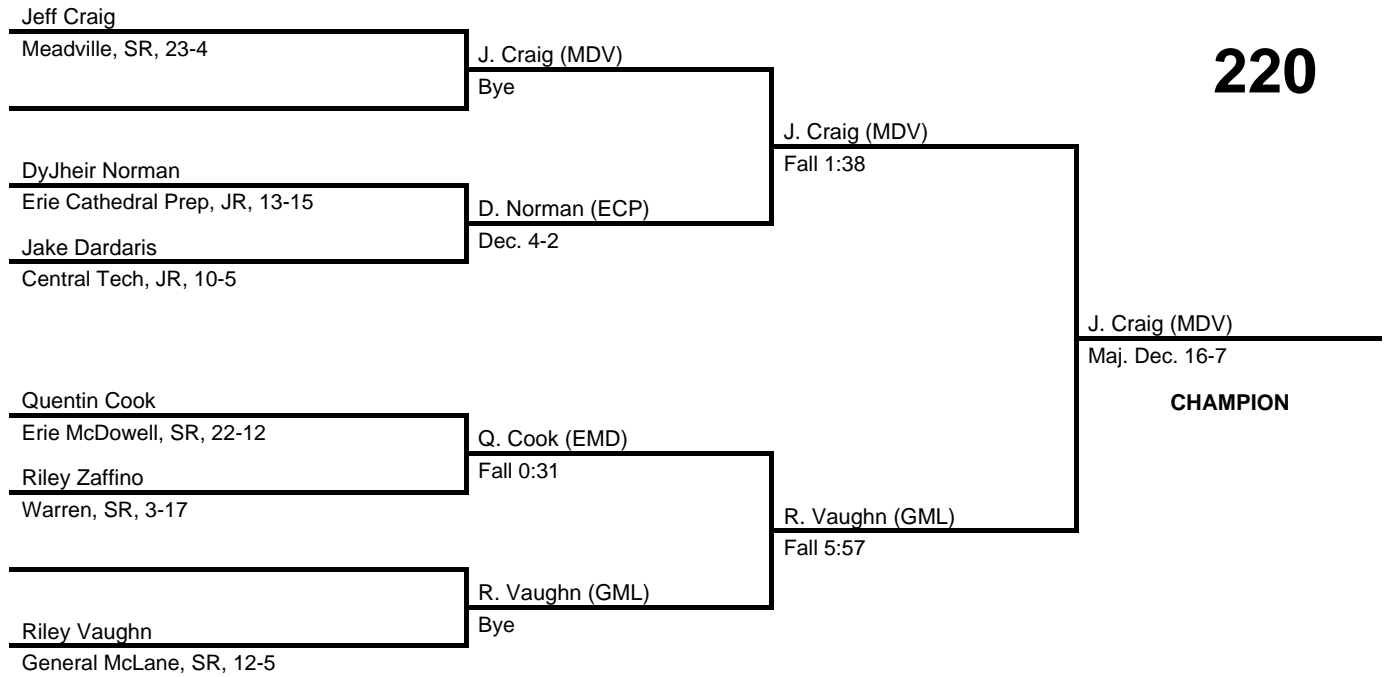 Jeff Craig
Meadville, SR, 23-4
J. Craig (MDV)
Bye
220
J. Craig (MDV)
Fall 1:38
DyJheir Norman
Erie Cathedral Prep, JR, 13-15
D. Norman (ECP)
Dec. 4-2
Jake Dardaris
Central Tech, JR, 10-5
J. Craig (MDV)
Maj. Dec. 16-7
CHAMPION
Quentin Cook
Erie McDowell, SR, 22-12
Q. Cook (EMD)
Fall 0:31
Riley Zaffino
Warren, SR, 3-17
R. Vaughn (GML)
Fall 5:57
R. Vaughn (GML)
Bye
Riley Vaughn
General McLane, SR, 12-5